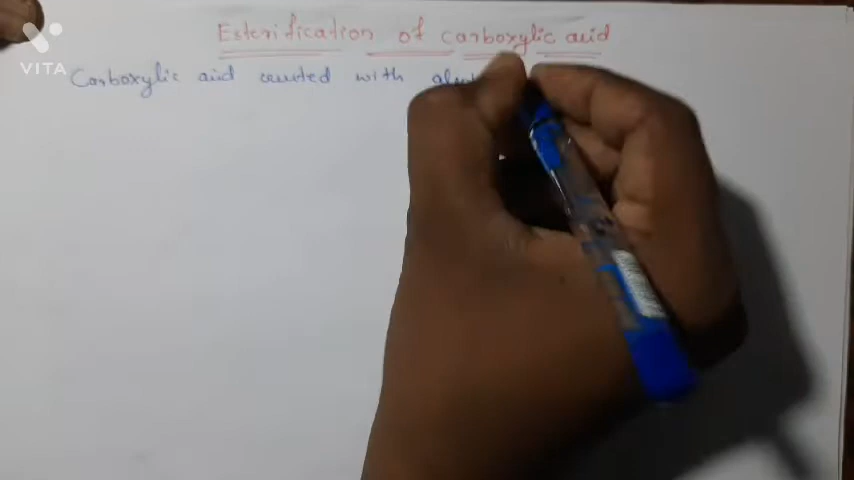 Esterification of carboxylic acid
Carboxylic acid reacted with
VITA